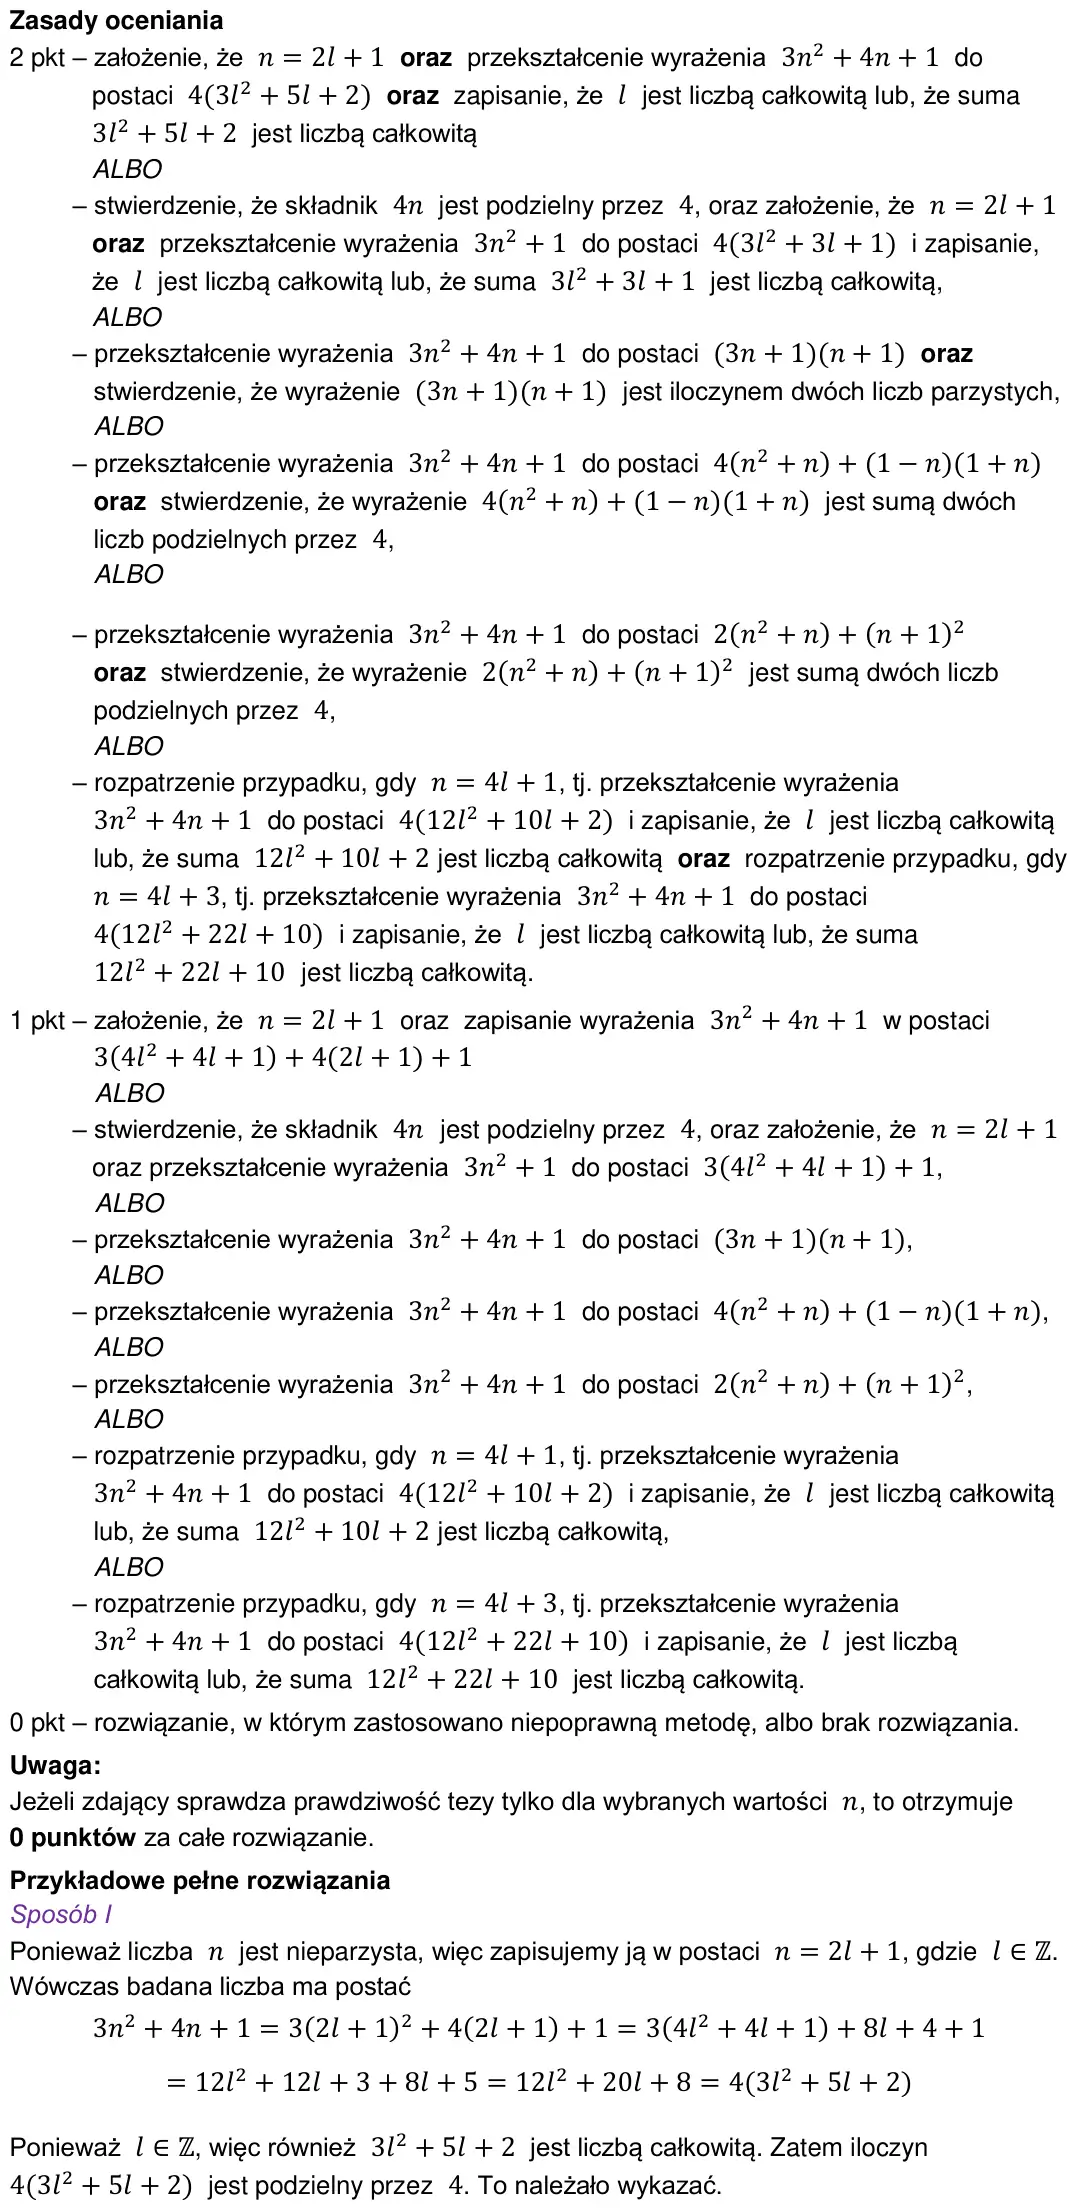 Zasady oceniania
2 pkt – założenie, że n = 2l + 1 oraz przekształcenie wyrażenia 3n² + 4n + 1 do
postaci 4(3l² + 5l + 2) oraz zapisanie, że l jest liczbą całkowitą lub, że suma
3l² + 5l + 2 jest liczbą całkowitą
ALBO
– stwierdzenie, że składnik 4n jest podzielny przez 4, oraz założenie, że n = 2l + 1
oraz przekształcenie wyrażenia 3n² + 1 do postaci 4(3l² + 3l + 1) i zapisanie,
że l jest liczbą całkowitą lub, że suma 3l² + 3l + 1 jest liczbą całkowitą,
ALBO
– przekształcenie wyrażenia 3n² + 4n + 1 do postaci (3n + 1)(n + 1) oraz
stwierdzenie, że wyrażenie (3n + 1)(n + 1) jest iloczynem dwóch liczb parzystych,
ALBO
– przekształcenie wyrażenia 3n² + 4n + 1 do postaci 4(n² + n) + (1 − n)(1 + n)
oraz stwierdzenie, że wyrażenie 4(n² + n) + (1 − n)(1 + n) jest sumą dwóch
liczb podzielnych przez 4,
ALBO
– przekształcenie wyrażenia 3n² + 4n + 1 do postaci 2(n² + n) + (n + 1)²
oraz stwierdzenie, że wyrażenie 2(n² + n) + (n + 1)² jest sumą dwóch liczb
podzielnych przez 4,
ALBO
– rozpatrzenie przypadku, gdy n = 4l + 1, tj. przekształcenie wyrażenia
3n² + 4n + 1 do postaci 4(12l² + 10l + 2) i zapisanie, że l jest liczbą całkowitą
lub, że suma 12l² + 10l + 2 jest liczbą całkowitą oraz rozpatrzenie przypadku, gdy
n = 4l + 3, tj. przekształcenie wyrażenia 3n² + 4n + 1 do postaci
4(12l² + 22l + 10) i zapisanie, że l jest liczbą całkowitą lub, że suma
12l² + 22l + 10 jest liczbą całkowitą.
1 pkt – założenie, że n = 2l + 1 oraz zapisanie wyrażenia 3n² + 4n + 1 w postaci
3(4l² + 4l + 1) + 4(2l + 1) + 1
ALBO
– stwierdzenie, że składnik 4n jest podzielny przez 4, oraz założenie, że n = 2l + 1
oraz przekształcenie wyrażenia 3n² + 1 do postaci 3(4l² + 4l + 1) + 1,
ALBO
– przekształcenie wyrażenia 3n² + 4n + 1 do postaci (3n + 1)(n + 1),
ALBO
– przekształcenie wyrażenia 3n² + 4n + 1 do postaci 4(n² + n) + (1 − n)(1 + n),
ALBO
– przekształcenie wyrażenia 3n² + 4n + 1 do postaci 2(n² + n) + (n + 1)²,
ALBO
– rozpatrzenie przypadku, gdy n = 4l + 1, tj. przekształcenie wyrażenia
3n² + 4n + 1 do postaci 4(12l² + 10l + 2) i zapisanie, że l jest liczbą całkowitą
lub, że suma 12l² + 10l + 2 jest liczbą całkowitą,
ALBO
– rozpatrzenie przypadku, gdy n = 4l + 3, tj. przekształcenie wyrażenia
3n² + 4n + 1 do postaci 4(12l² + 22l + 10) i zapisanie, że l jest liczbą
całkowitą lub, że suma 12l² + 22l + 10 jest liczbą całkowitą.
0 pkt – rozwiązanie, w którym zastosowano niepoprawną metodę, albo brak rozwiązania.
Uwaga:
Jeżeli zdający sprawdza prawdziwość tezy tylko dla wybranych wartości n, to otrzymuje
0 punktów za całe rozwiązanie.
Przykładowe pełne rozwiązania
Sposób I
Ponieważ liczba n jest nieparzysta, więc zapisujemy ją w postaci n = 2l + 1, gdzie l ∈ ℤ.
Wówczas badana liczba ma postać
3n² + 4n + 1 = 3(2l + 1)² + 4(2l + 1) + 1 = 3(4l² + 4l + 1) + 8l + 4 + 1
= 12l² + 12l + 3 + 8l + 5 = 12l² + 20l + 8 = 4(3l² + 5l + 2)
Ponieważ l ∈ ℤ, więc również 3l² + 5l + 2 jest liczbą całkowitą. Zatem iloczyn
4(3l² + 5l + 2) jest podzielny przez 4. To należało wykazać.